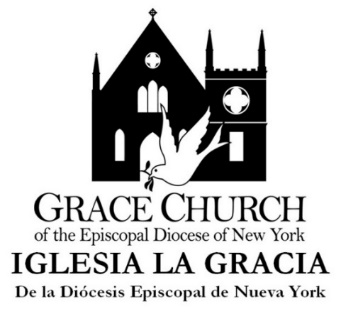 GRACE CHURCH
of the Episcopal Diocese of New York
IGLESIA LA GRACIA
De la Diócesis Episcopal de Nueva York